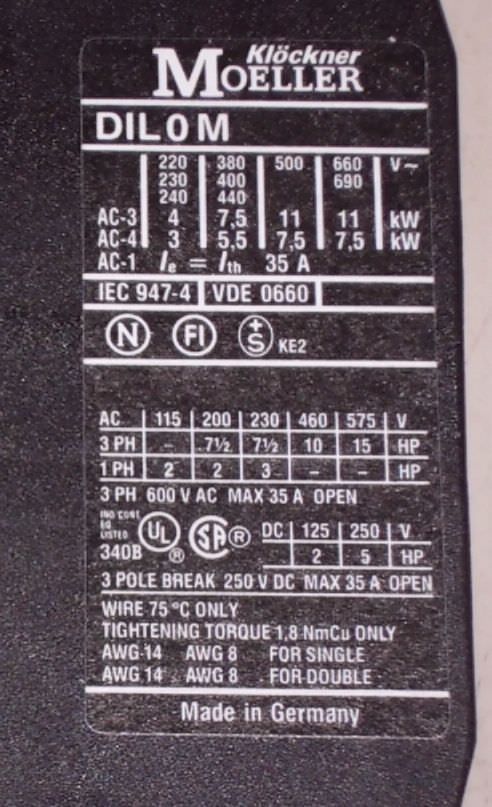 Klöckner
MOELLER
DIL0M
220 380 500 660 V~
230 400 690
240 440
AC-3 4 7,5 11 11 kW
AC-4 3 5,5 7,5 7,5 kW
AC-1 Ie = Ith 35 A
IEC 947-4 VDE 0660
N FI +S KE2
AC 115 200 230 460 575 V
3 PH - 7½ 7½ 10 15 HP
1 PH 2 2 3 - - HP
3 PH 600 V AC MAX 35 A OPEN
IND CONT
EQ
LISTED
340B UL ® SA ® DC 125 250 V
2 5 HP
3 POLE BREAK 250 V DC MAX 35 A OPEN
WIRE 75 °C ONLY
TIGHTENING TORQUE 1,8 NmCu ONLY
AWG 14 AWG 8 FOR SINGLE
AWG 14 AWG 8 FOR DOUBLE
Made in Germany